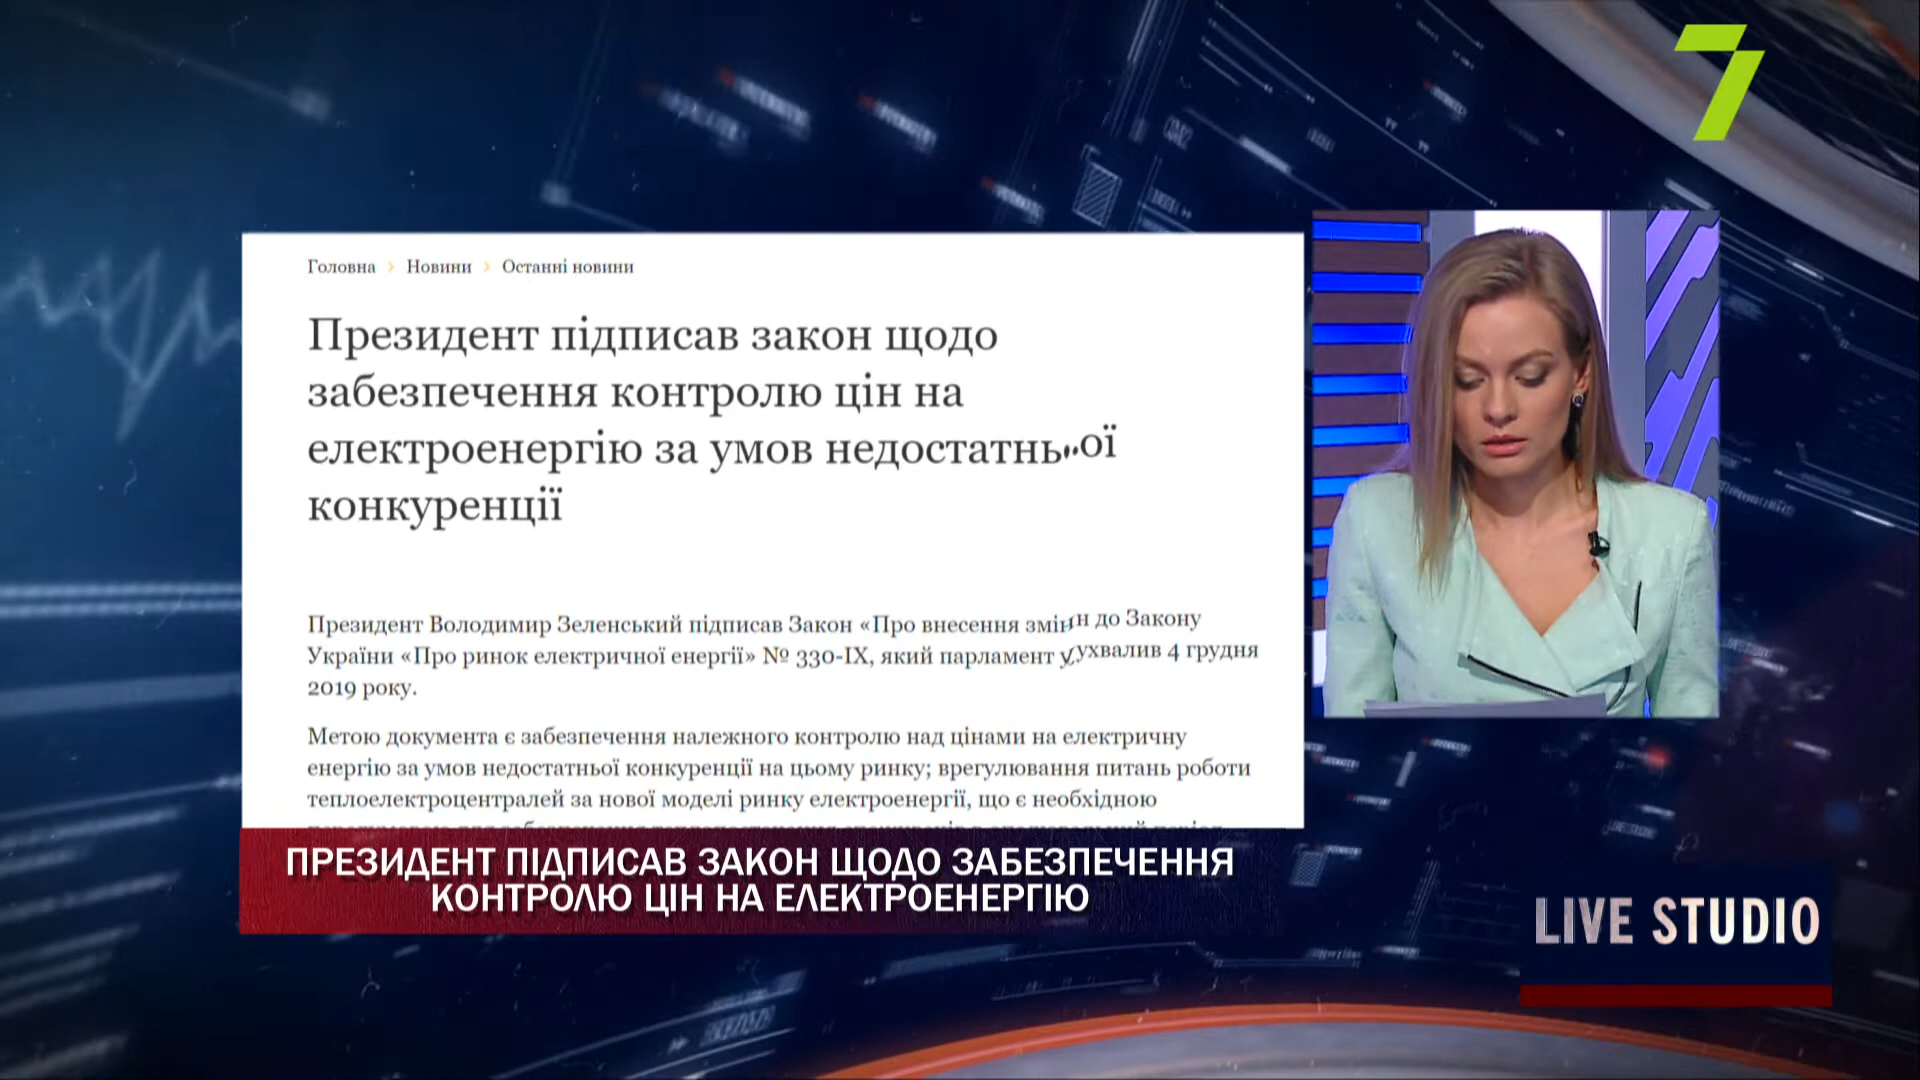 7
Головна > Новини > Останні новини
Президент підписав закон щодо
забезпечення контролю цін на
електроенергію за умов недостатньої
конкуренції
Президент Володимир Зеленський підписав Закон «Про внесення змін до Закону
України «Про ринок електричної енергії» № 330-IX, який парламент ухвалив 4 грудня
2019 року.
Метою документа є забезпечення належного контролю над цінами на електричну
енергію за умов недостатньої конкуренції на цьому ринку; врегулювання питань роботи
теплоелектроцентралей за нової моделі ринку електроенергії, що є необхідною
ПРЕЗИДЕНТ ПІДПИСАВ ЗАКОН ЩОДО ЗАБЕЗПЕЧЕННЯ
КОНТРОЛЮ ЦІН НА ЕЛЕКТРОЕНЕРГІЮ
LIVE STUDIO